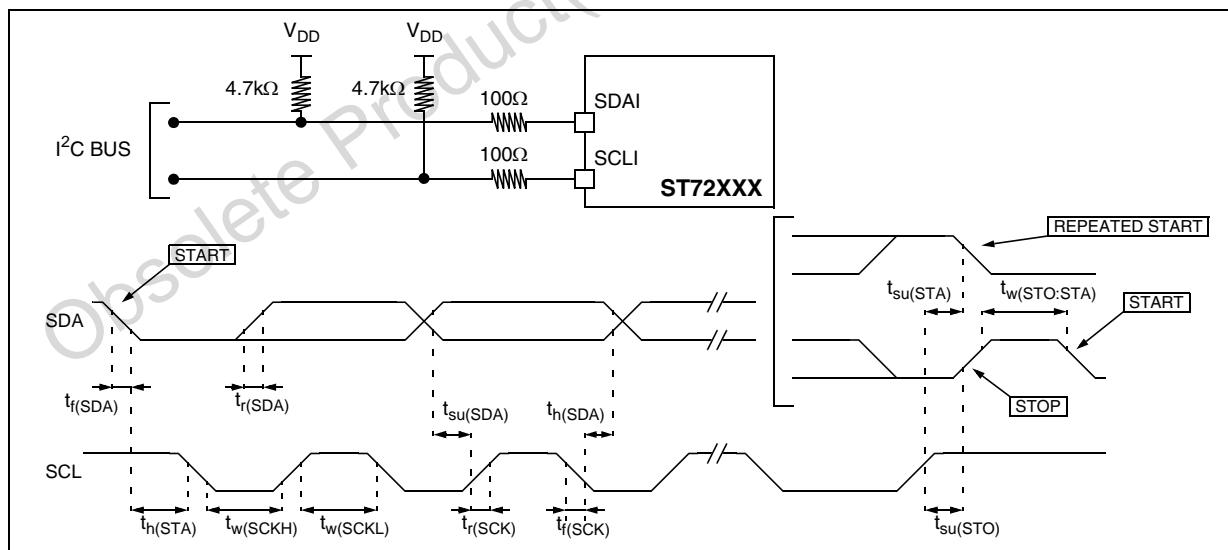 Obsolete Product(
V_DD V_DD
4.7kΩ 4.7kΩ
100Ω SDAI
I²C BUS
100Ω SCLI
ST72XXX
REPEATED START
START
t_su(STA) t_w(STO:STA) START
SDA
t_f(SDA) t_r(SDA) t_su(SDA) t_h(SDA)
STOP
SCL
t_h(STA) t_w(SCKH) t_w(SCKL) t_r(SCK) t_f(SCK) t_su(STO)